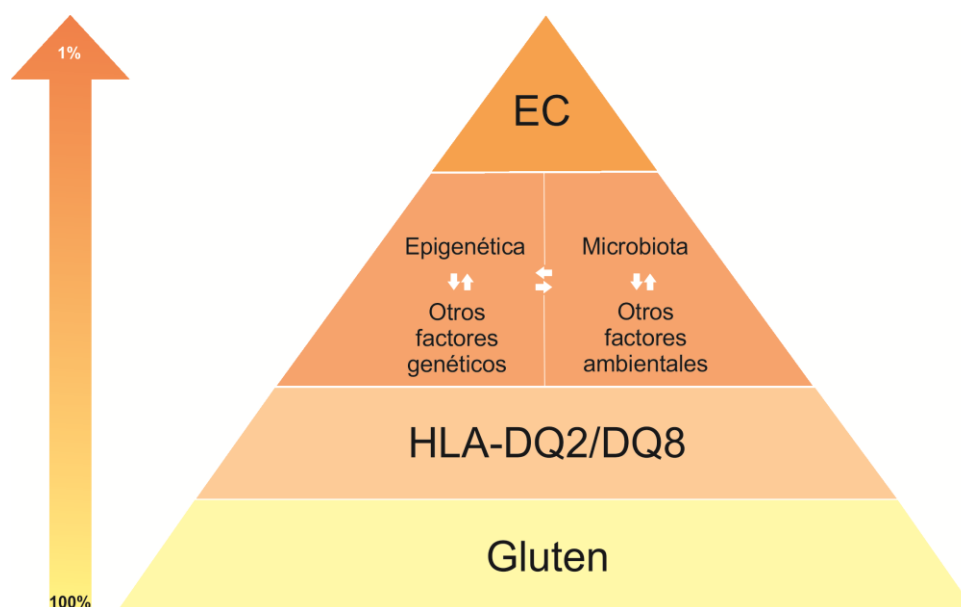 1%
EC
Epigenética
Otros
factores
genéticos
Microbiota
Otros
factores
ambientales
HLA-DQ2/DQ8
Gluten
100%